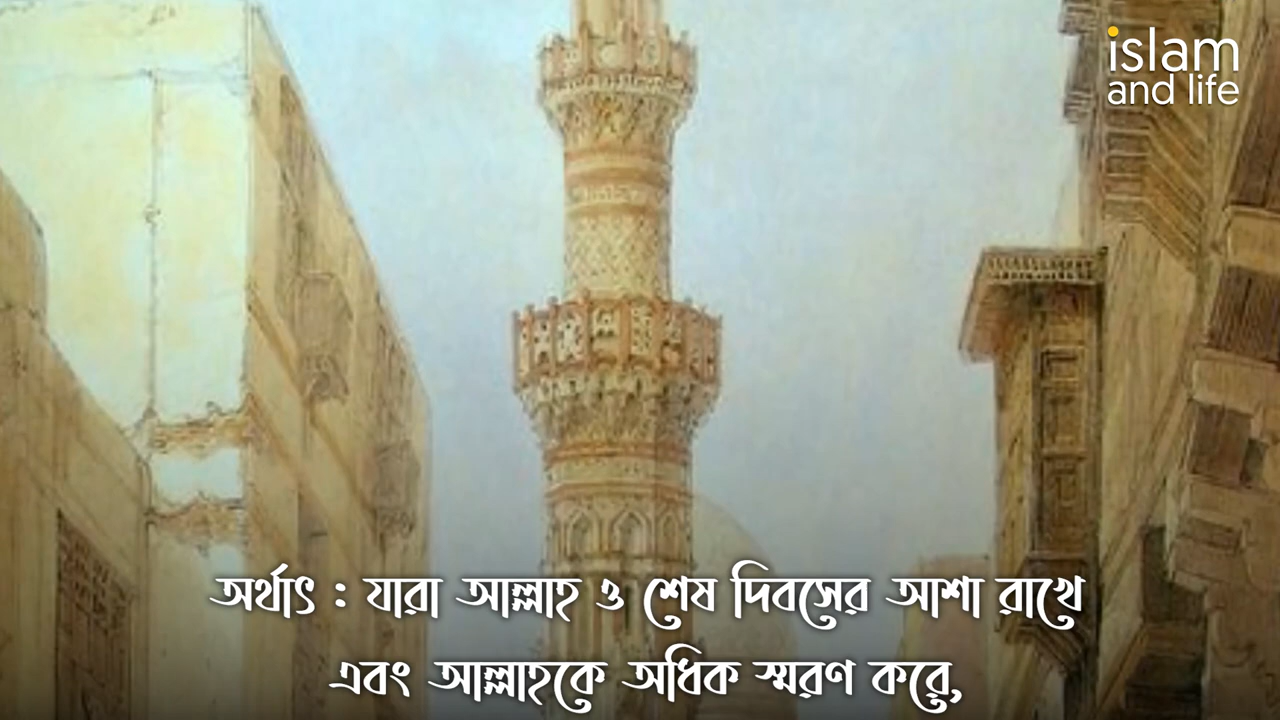 islam
and life
অর্থাৎ : যারা আল্লাহ ও শেষ দিবসের আশা রাখে
এবং আল্লাহকে অধিক স্মরণ করে,